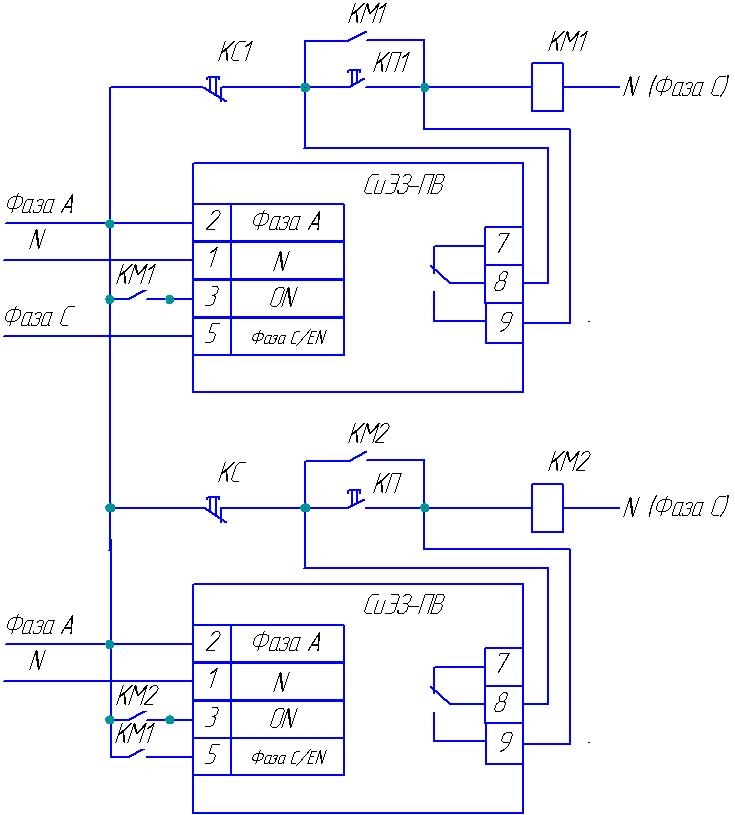 КМ1
КС1
КП1
КМ1
N (Фаза С)
СиЭЗ-ПВ
Фаза А
2 Фаза А
N
1 N
7
КМ1
3 ON
8
Фаза С
5 Фаза С/EN
9
КМ2
КС
КП
КМ2
N (Фаза С)
СиЭЗ-ПВ
Фаза А
2 Фаза А
N
1 N
7
КМ2
3 ON
8
КМ1
5 Фаза С/EN
9